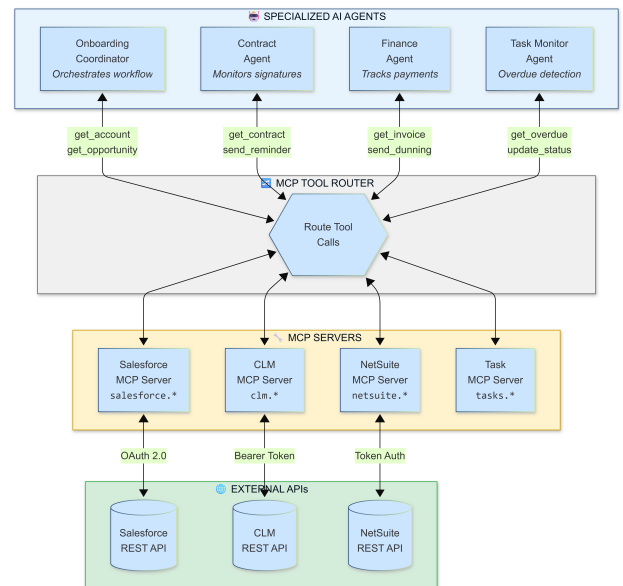 SPECIALIZED AI AGENTS
Onboarding
Coordinator
Orchestrates workflow
Contract
Agent
Monitors signatures
Finance
Agent
Tracks payments
Task Monitor
Agent
Overdue detection
get_account
get_opportunity
get_contract
send_reminder
get_invoice
send_dunning
get_overdue
update_status
MCP TOOL ROUTER
Route Tool
Calls
MCP SERVERS
Salesforce
MCP Server
salesforce.*
CLM
MCP Server
clm.*
NetSuite
MCP Server
netsuite.*
Task
MCP Server
tasks.*
OAuth 2.0
Bearer Token
Token Auth
EXTERNAL APIs
Salesforce
REST API
CLM
REST API
NetSuite
REST API